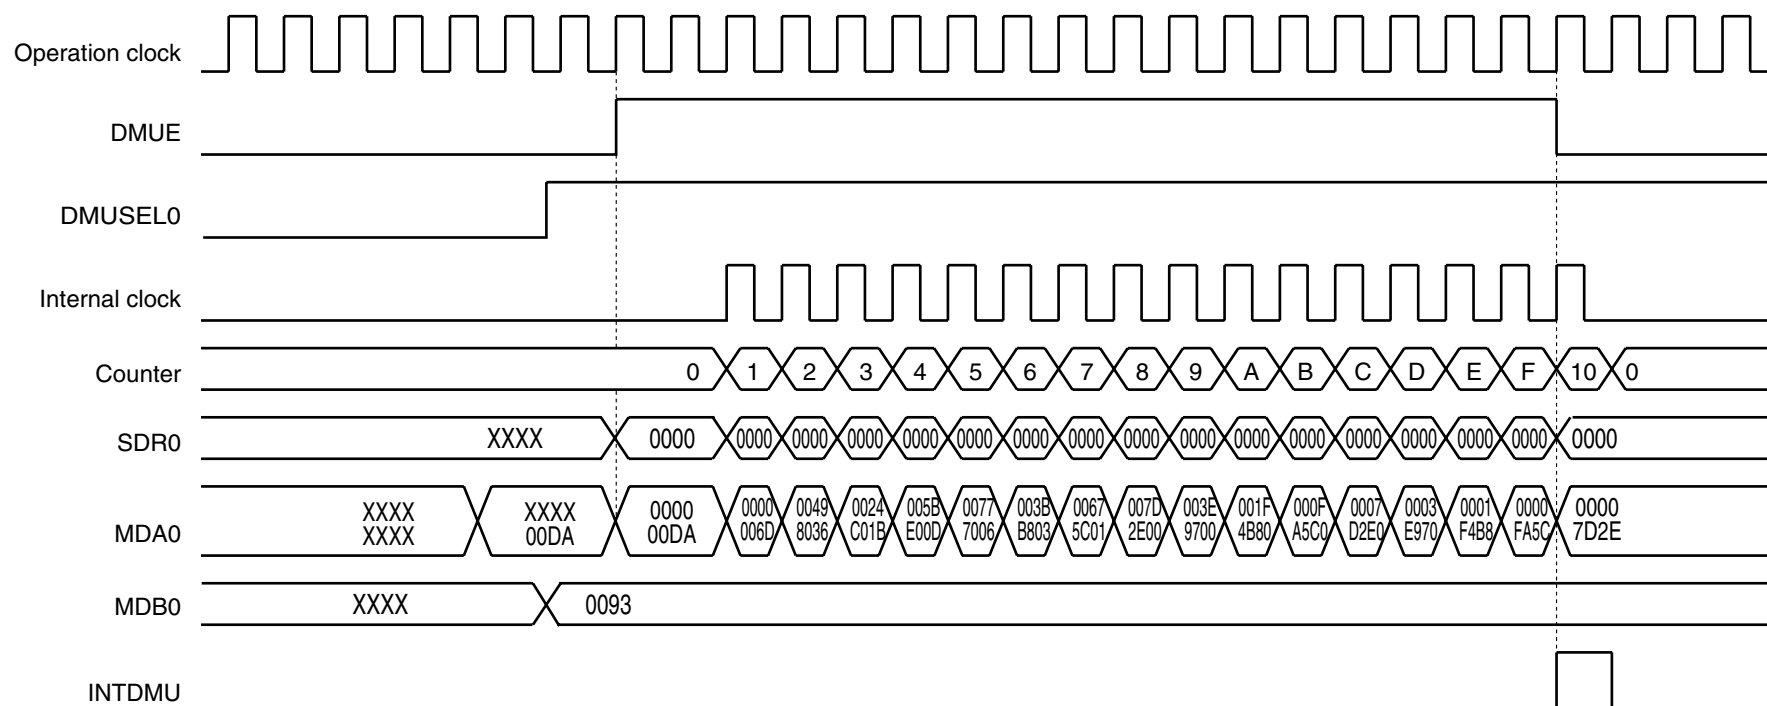 Operation clock
DMUE
DMUSEL0
Internal clock
Counter 0 1 2 3 4 5 6 7 8 9 A B C D E F 10 0
SDR0 XXXX 0000 0000 0000 0000 0000 0000 0000 0000 0000 0000 0000 0000 0000 0000 0000 0000 0000
XXXX XXXX 0000 0000 0049 0024 005B 0077 003B 0067 007D 003E 001F 000F 0007 0003 0001 0000 0000
MDA0 XXXX 00DA 00DA 006D 8036 C01B E00D 7006 B803 5C01 2E00 9700 4B80 A5C0 D2E0 E970 F4B8 FA5C 7D2E
MDB0 XXXX 0093
INTDMU